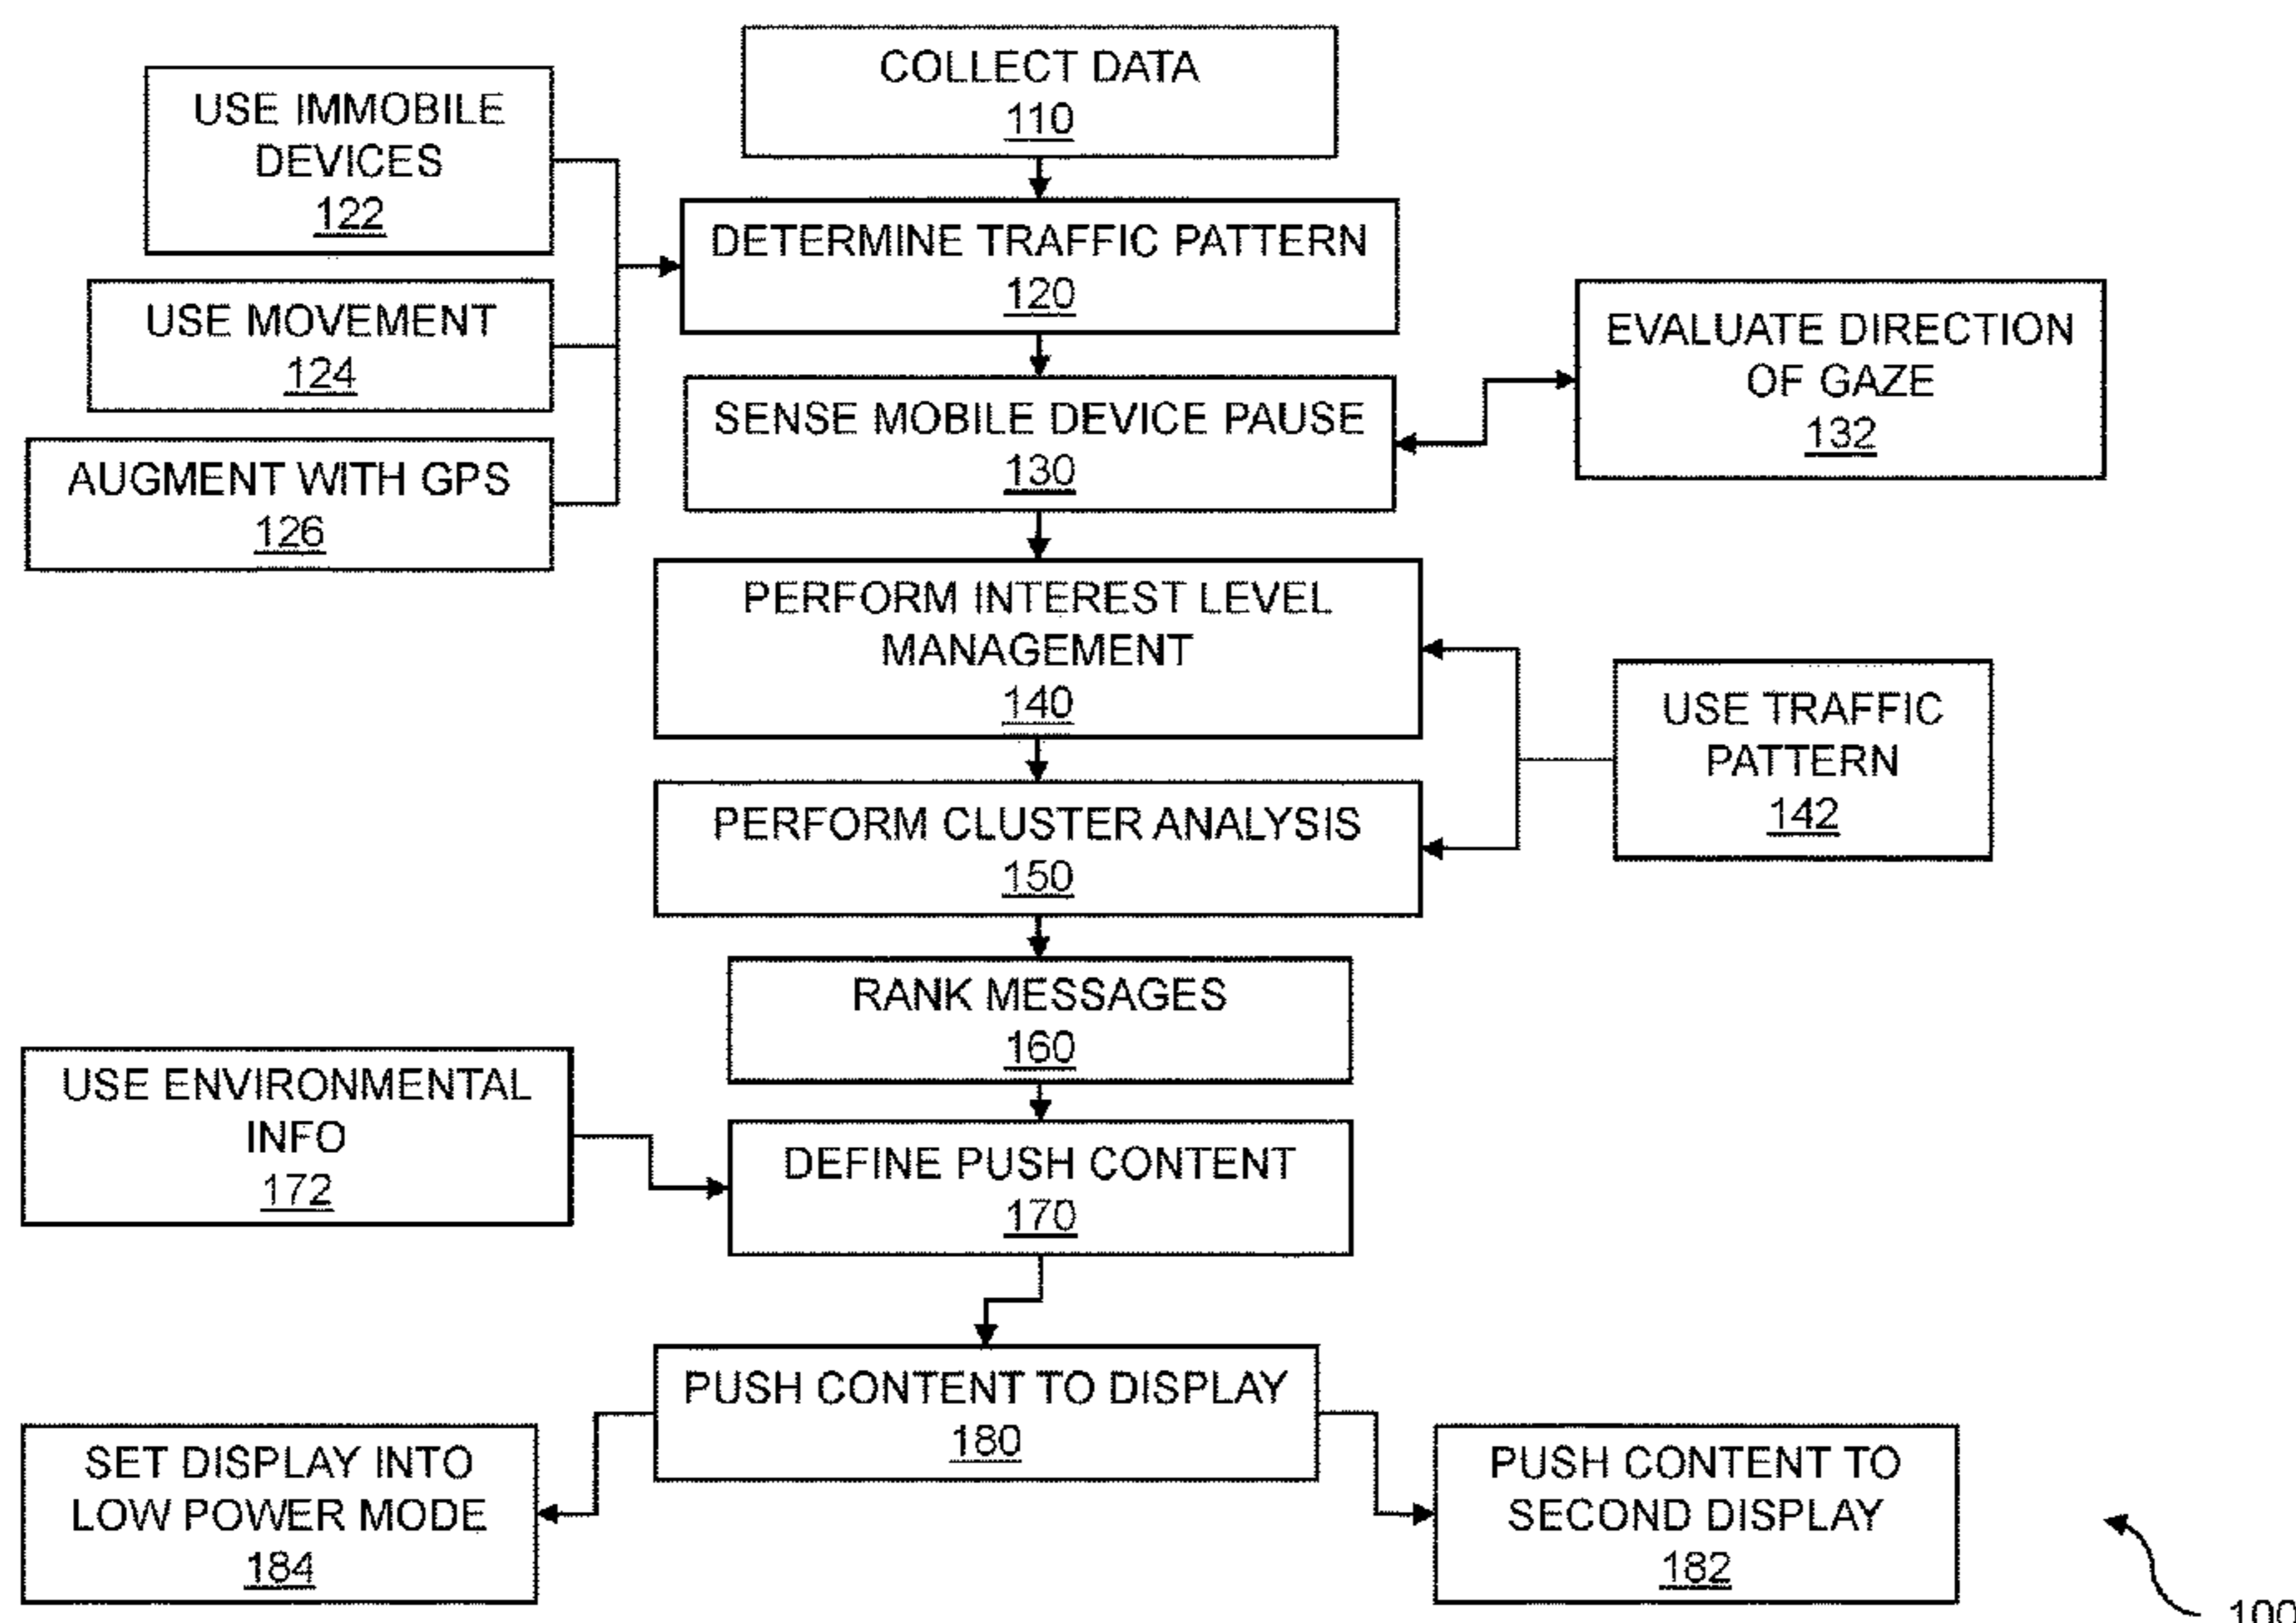 COLLECT DATA
110
USE IMMOBILE
DEVICES
122
DETERMINE TRAFFIC PATTERN
120
USE MOVEMENT
124
EVALUATE DIRECTION
OF GAZE
132
SENSE MOBILE DEVICE PAUSE
130
AUGMENT WITH GPS
126
PERFORM INTEREST LEVEL
MANAGEMENT
140
USE TRAFFIC
PATTERN
142
PERFORM CLUSTER ANALYSIS
150
RANK MESSAGES
160
USE ENVIRONMENTAL
INFO
172
DEFINE PUSH CONTENT
170
PUSH CONTENT TO DISPLAY
180
SET DISPLAY INTO
LOW POWER MODE
184
PUSH CONTENT TO
SECOND DISPLAY
182
100